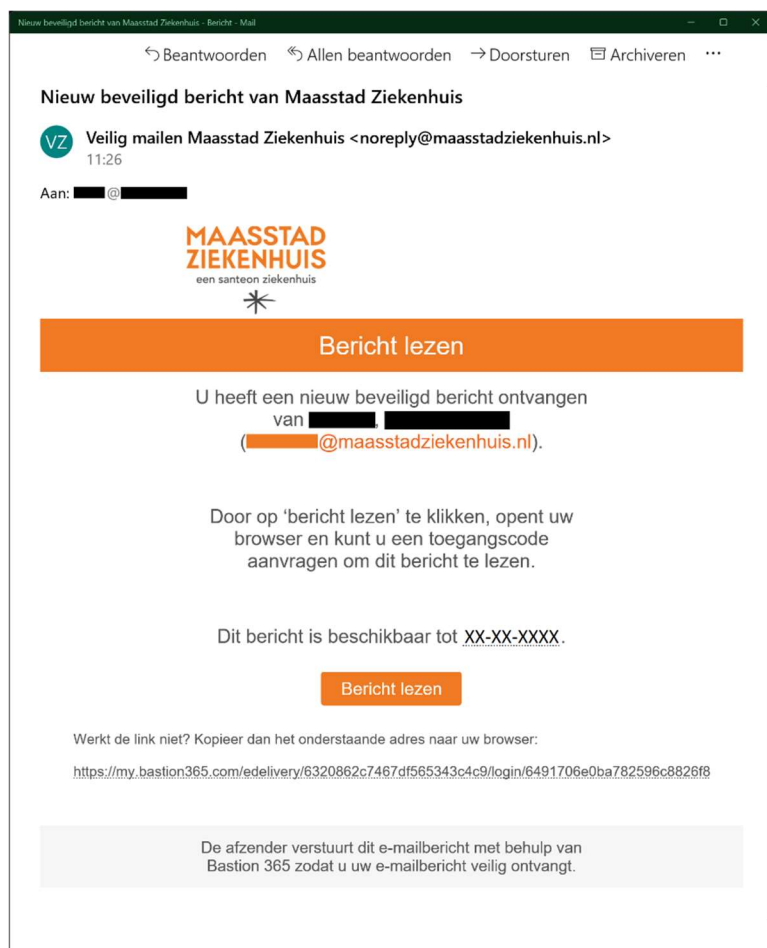 Nieuw beveiligd bericht van Maasstad Ziekenhuis - Bericht - Mail
Beantwoorden Allen beantwoorden Doorsturen Archiveren ...
Nieuw beveiligd bericht van Maasstad Ziekenhuis
VZ
Veilig mailen Maasstad Ziekenhuis <noreply@maasstadziekenhuis.nl>
11:26
Aan: @
MAASSTAD
ZIEKENHUIS
een santeon ziekenhuis
Bericht lezen
U heeft een nieuw beveiligd bericht ontvangen
van ,
(@maasstadziekenhuis.nl).
Door op ‘bericht lezen’ te klikken, opent uw
browser en kunt u een toegangscode
aanvragen om dit bericht te lezen.
Dit bericht is beschikbaar tot XX-XX-XXXX.
Bericht lezen
Werkt de link niet? Kopieer dan het onderstaande adres naar uw browser:
https://my.bastion365.com/edelivery/6320862c7467df565343c4c9/login/6491706e0ba782596c8826f8
De afzender verstuurt dit e-mailbericht met behulp van
Bastion 365 zodat u uw e-mailbericht veilig ontvangt.